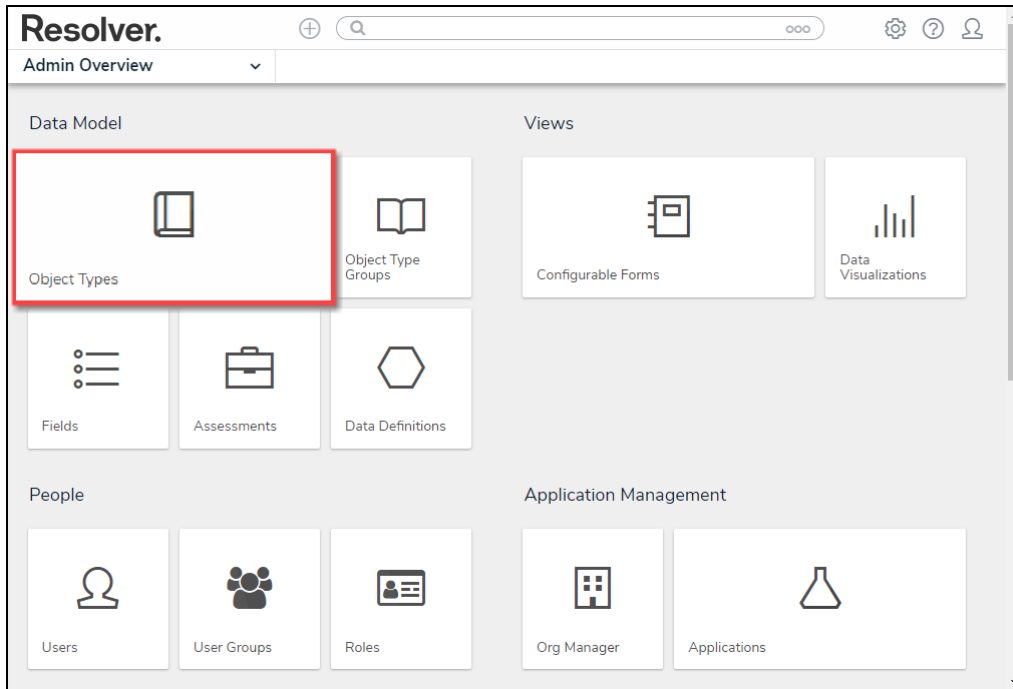 Resolver.
Admin Overview
Data Model
Views
Object Types
Object Type
Groups
Configurable Forms
Data
Visualizations
Fields
Assessments
Data Definitions
People
Application Management
Users
User Groups
Roles
Org Manager
Applications